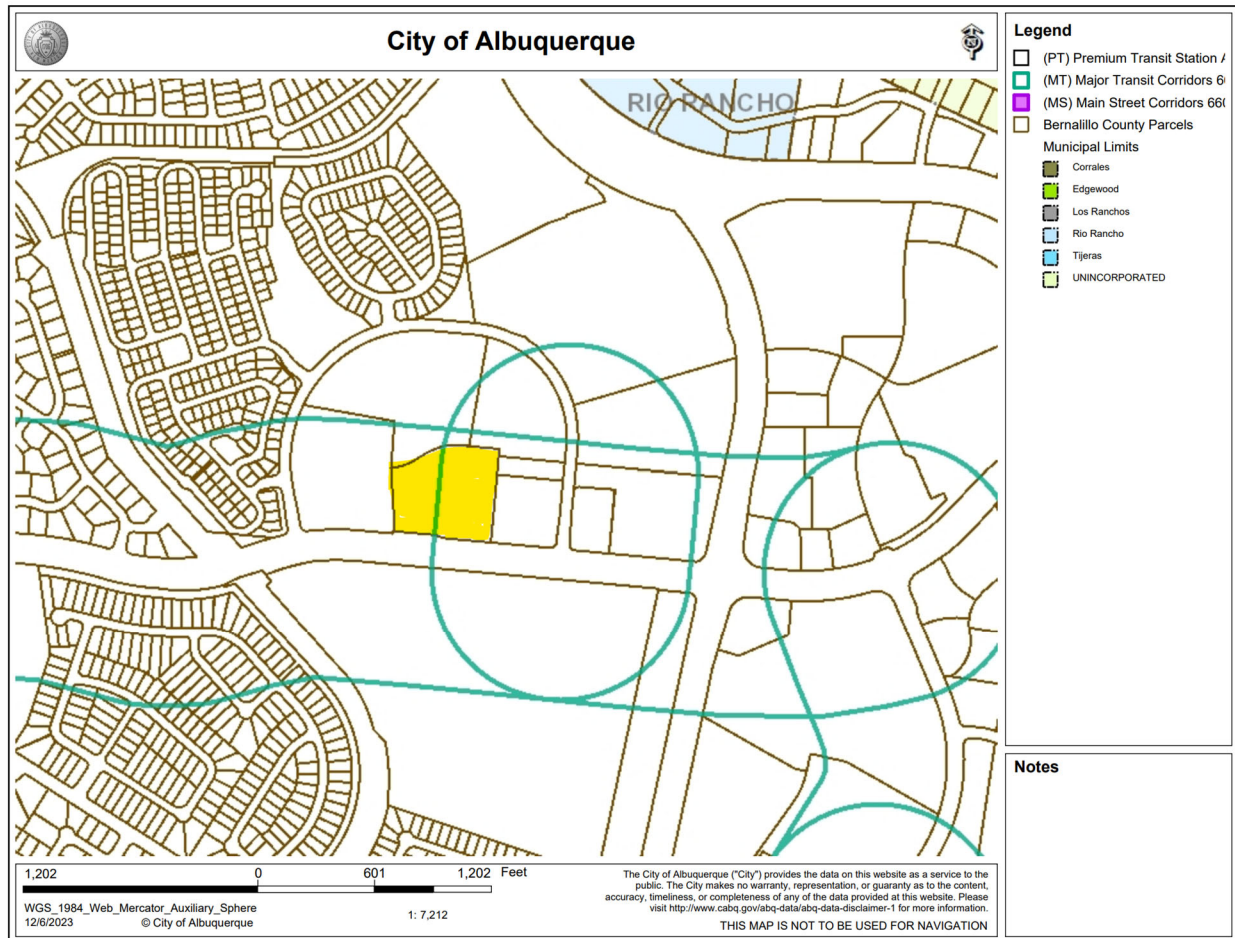 City of Albuquerque
RIO RANCHO
Legend
(PT) Premium Transit Station A
(MT) Major Transit Corridors 6
(MS) Main Street Corridors 660
Bernalillo County Parcels
Municipal Limits
Corrales
Edgewood
Los Ranchos
Rio Rancho
Tijeras
UNINCORPORATED
Notes
1,202 0 601 1,202 Feet
WGS_1984_Web_Mercator_Auxiliary_Sphere
12/6/2023 © City of Albuquerque
1: 7,212
The City of Albuquerque ("City") provides the data on this website as a service to the
public. The City makes no warranty, representation, or guaranty as to the content,
accuracy, timeliness, or completeness of any of the data provided at this website. Please
visit http://www.cabq.gov/abq-data/abq-data-disclaimer-1 for more information.
THIS MAP IS NOT TO BE USED FOR NAVIGATION